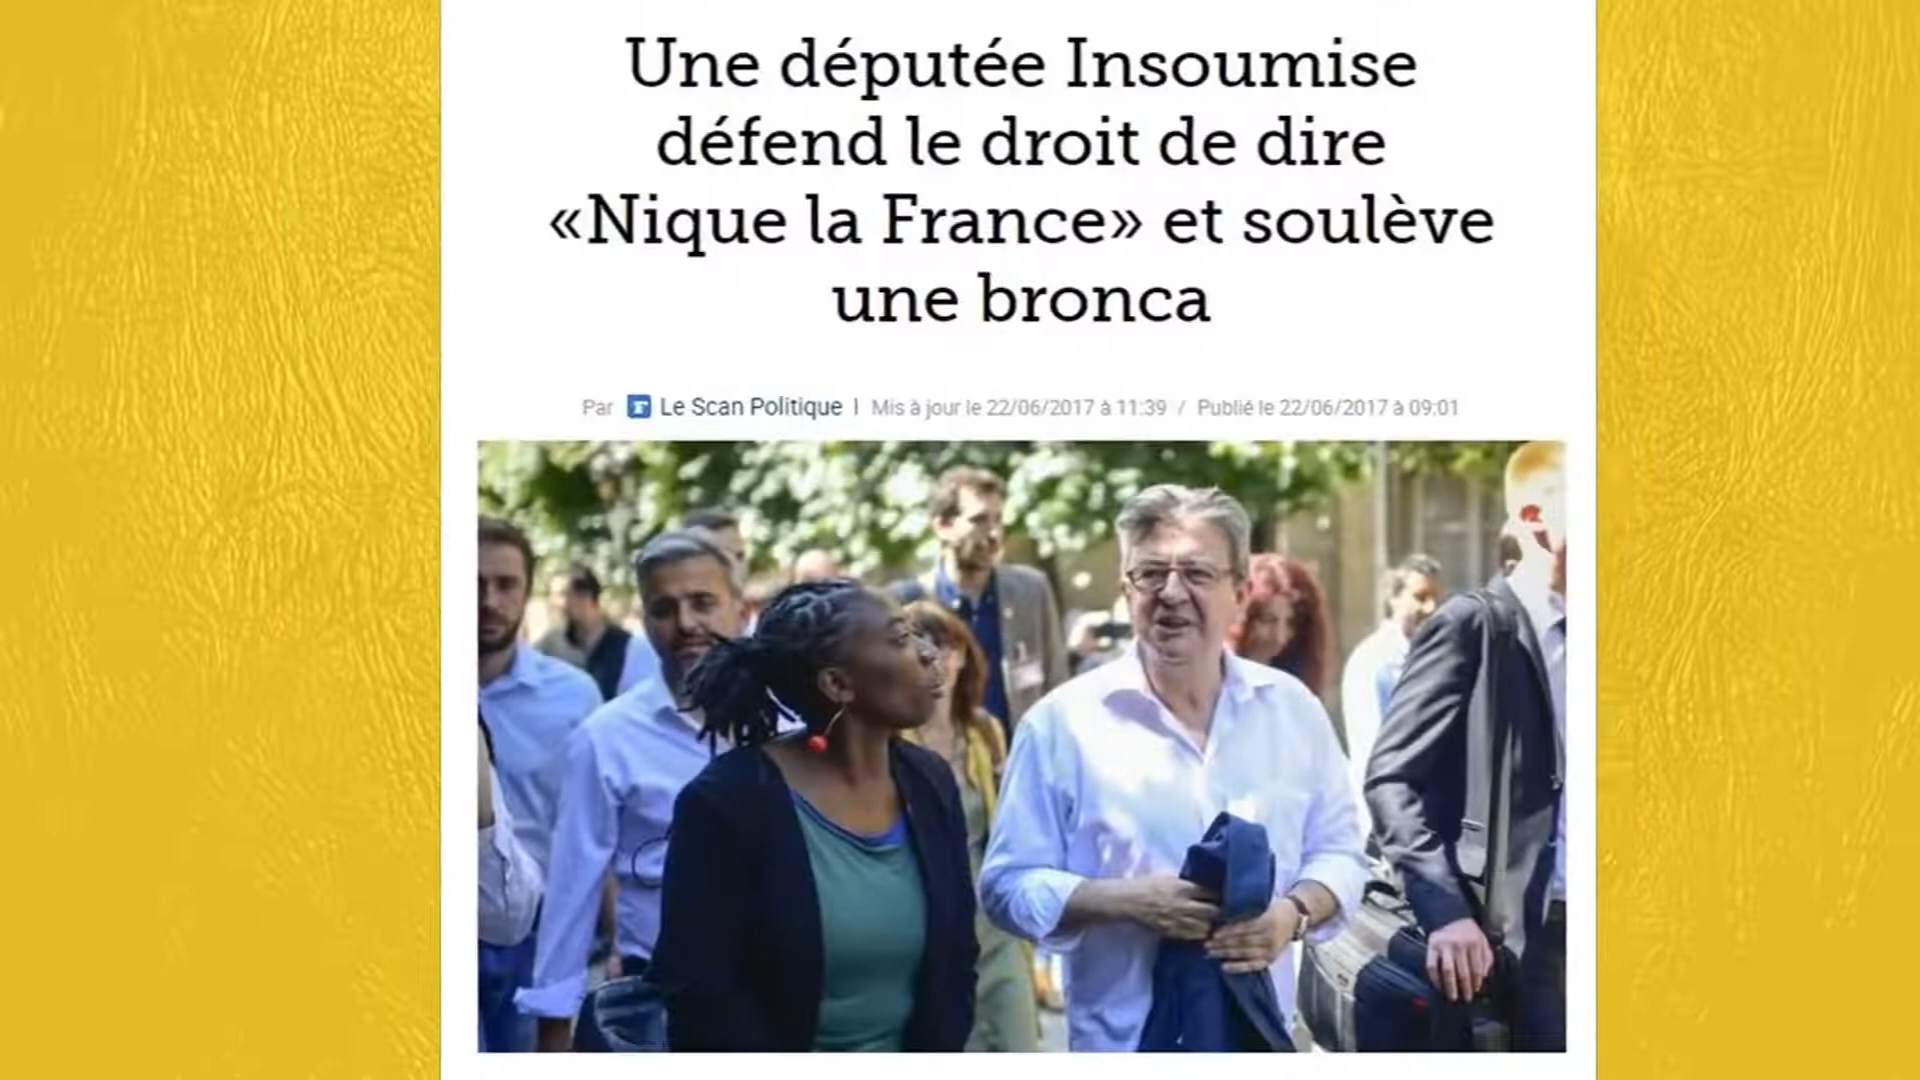 Une députée Insoumise
défend le droit de dire
«Nique la France» et soulève
une bronca
Par Le Scan Politique | Mis à jour le 22/06/2017 à 11:39 / Publié le 22/06/2017 à 09:01